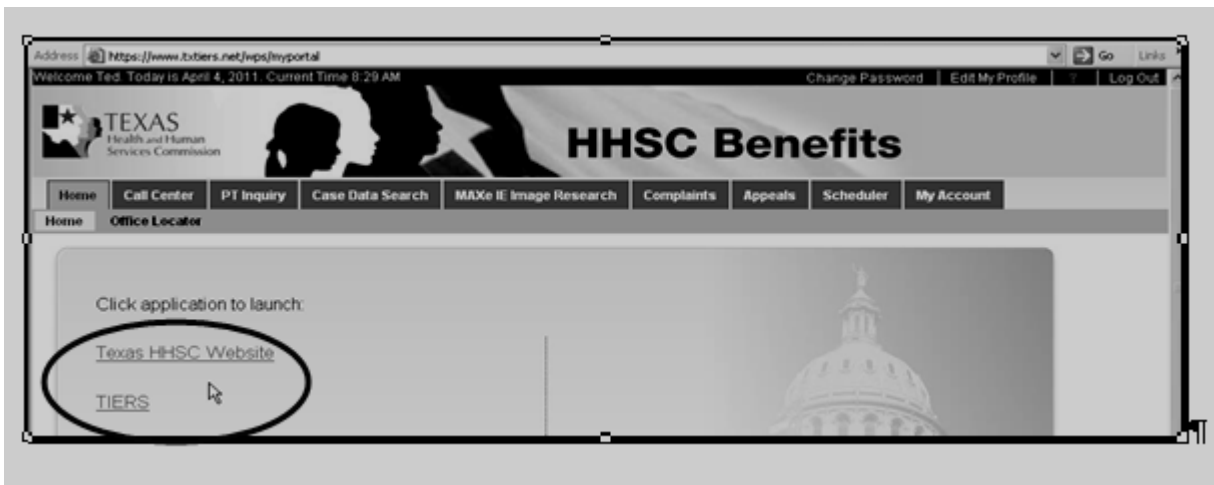 Address https://www.txtiers.net/wps/myportal Go Links
Welcome Ted. Today is April 4, 2011. Current Time 8:29 AM Change Password | Edit My Profile | ? | Log Out
TEXAS
Health and Human
Services Commission
HHSC Benefits
Home Call Center PT Inquiry Case Data Search MAXe IE Image Research Complaints Appeals Scheduler My Account
Home Office Locator
Click application to launch:
Texas HHSC Website
TIERS
¶